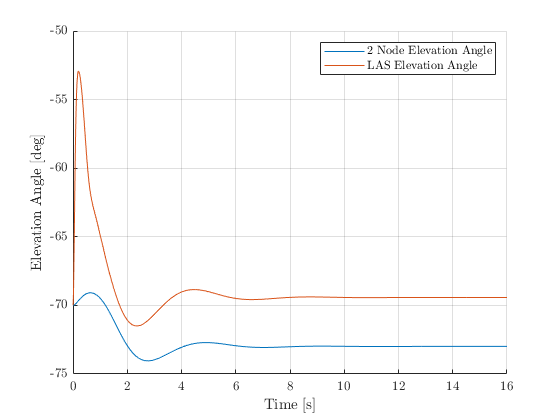 -50
2 Node Elevation Angle
LAS Elevation Angle
-55
-60
-65
-70
-75
Elevation Angle [deg]
0 2 4 6 8 10 12 14 16
Time [s]